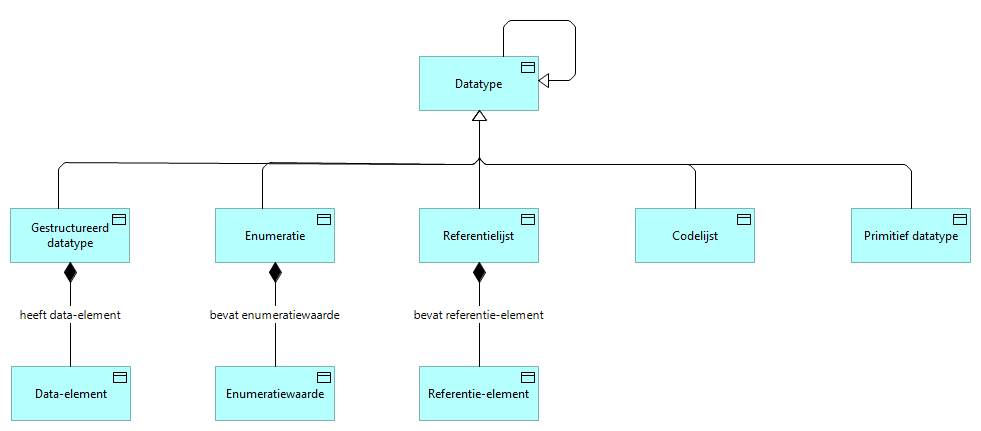 Datatype
Gestructureerd
datatype
Enumeratie
Referentielijst
Codelijst
Primitief datatype
heeft data-element
bevat enumeratiewaarde
bevat referentie-element
Data-element
Enumeratiewaarde
Referentie-element